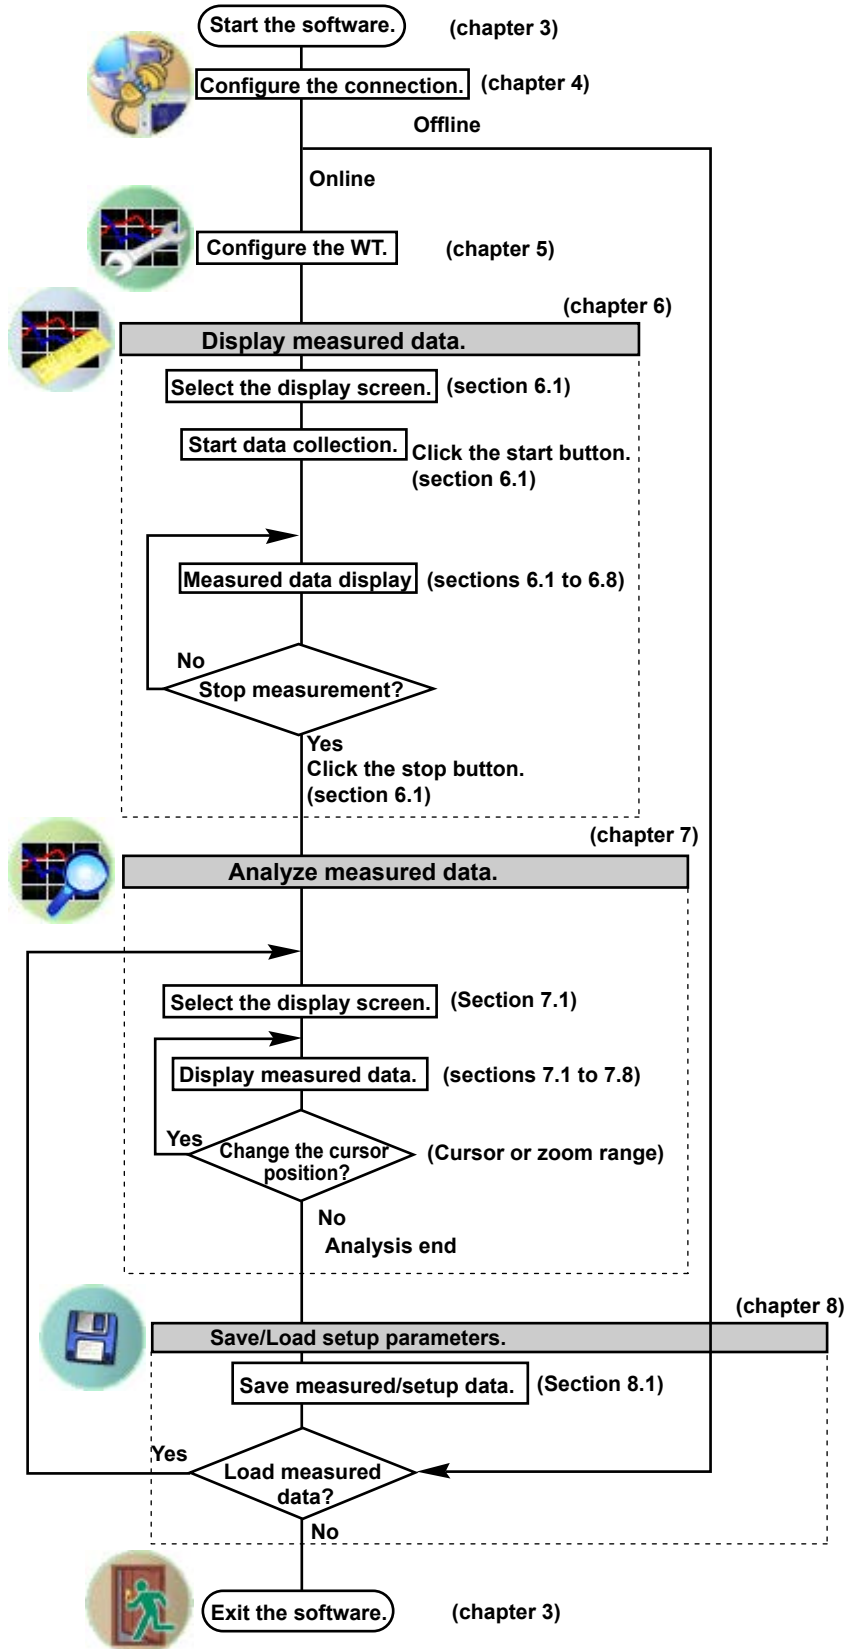 Start the software. (chapter 3)
Configure the connection. (chapter 4)
Offline
Online
Configure the WT. (chapter 5)
(chapter 6)
Display measured data.
Select the display screen. (section 6.1)
Start data collection. Click the start button.
(section 6.1)
Measured data display (sections 6.1 to 6.8)
No
Stop measurement?
Yes
Click the stop button.
(section 6.1)
(chapter 7)
Analyze measured data.
Select the display screen. (Section 7.1)
Display measured data. (sections 7.1 to 7.8)
Yes
Change the cursor
position?
(Cursor or zoom range)
No
Analysis end
(chapter 8)
Save/Load setup parameters.
Save measured/setup data. (Section 8.1)
Yes
Load measured
data?
No
Exit the software. (chapter 3)